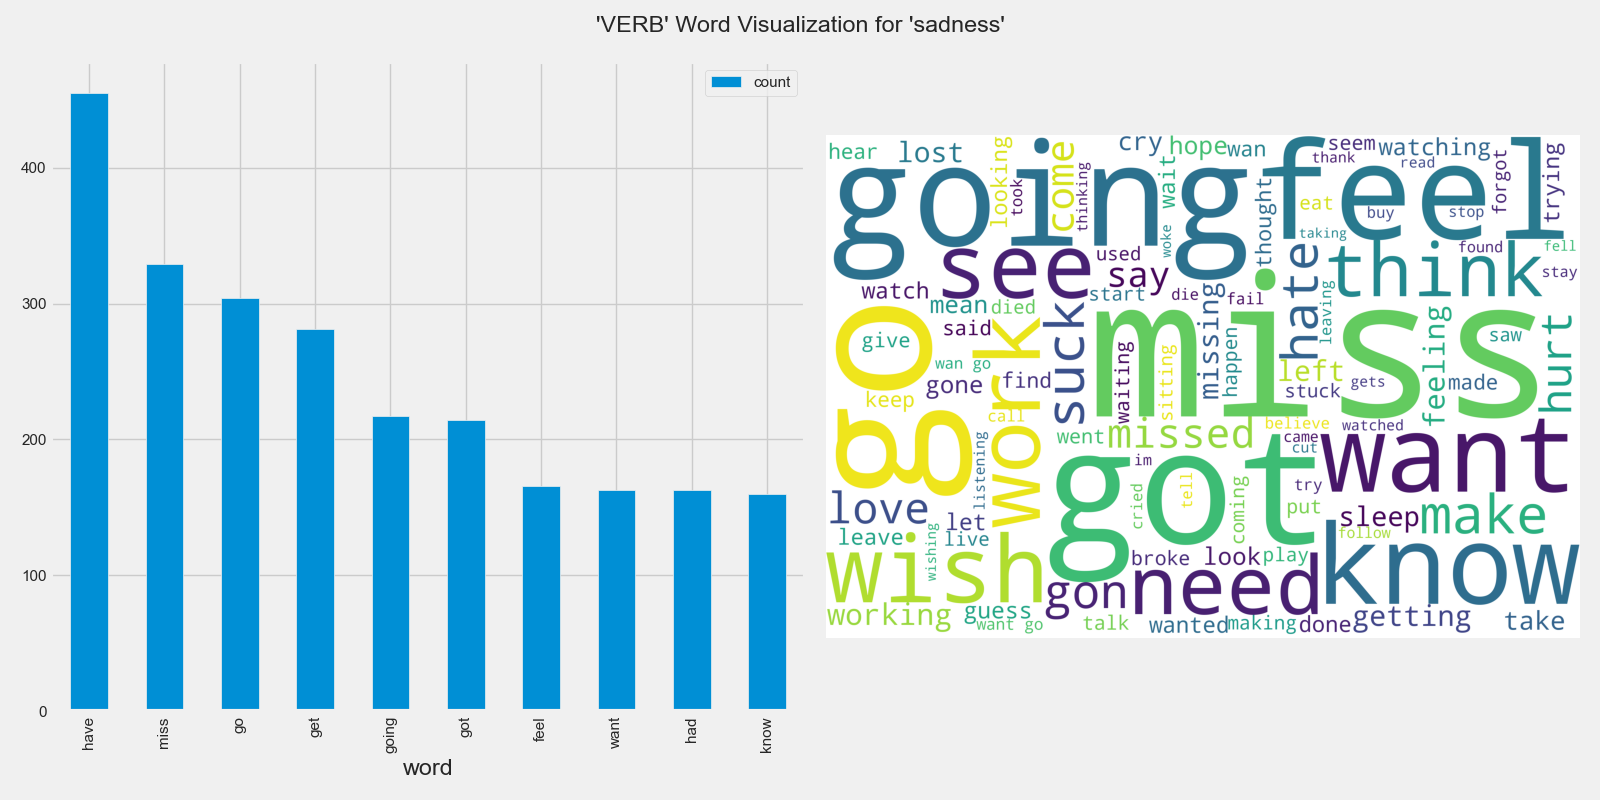 'VERB' Word Visualization for 'sadness'
count
400
300
200
100
0
have
miss
go
get
going
got
feel
want
had
know
word
hear
lost
looking
took
come
thinking
cry
hope
wan
seem
watching
thank
read
forgot
trying
going
feel
wait
woke
thought
eat
buy
stop
taking
found
fell
stay
see
used
say
hate
think
watch
mean
died
start
die
fail
missing
leaving
go
said
give
wan go
gone
find
keep
call
work
suck
miss
waiting
sitting
happen
left
stuck
gets
feeling
saw
made
hurt
went
missed
believe
came
watched
cut
want
im
got
cried
tell
coming
try
put
listening
love
let
live
leave
wishing
sleep
make
follow
wish
broke
look
play
know
working
guess
want go
gon
need
talk
wanted
making
done
getting
take